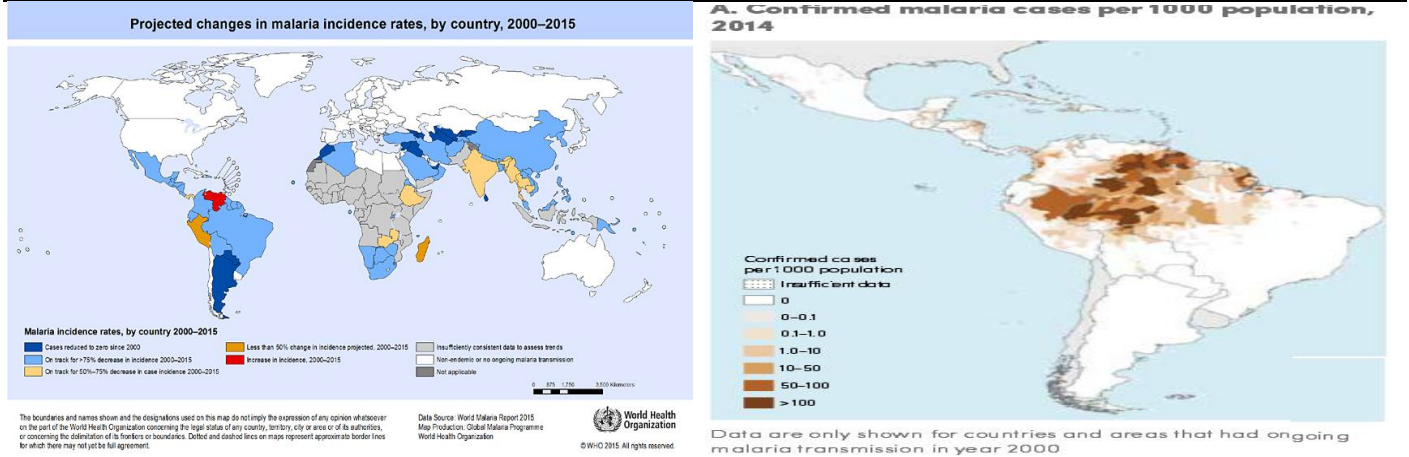 Projected changes in malaria incidence rates, by country, 2000–2015
Malaria incidence rates, by country 2000–2015
Cases reduced to zero since 2000
On track for >75% decrease in incidence 2000–2015
On track for 50%–75% decrease in case incidence 2000–2015
Less than 50% change in incidence projected, 2000–2015
Increase in incidence, 2000–2015
Insufficiently consistent data to assess trends
Non-endemic or no ongoing malaria transmission
Not applicable
0 875 1,750 3,500 Kilometers
The boundaries and names shown and the designations used on this map do not imply the expression of any opinion whatsoever
on the part of the World Health Organization concerning the legal status of any country, territory, city or area or of its authorities,
or concerning the delimitation of its frontiers or boundaries. Dotted and dashed lines on maps represent approximate border lines
for which there may not yet be full agreement.
Data Source: World Malaria Report 2015
Map Production: Global Malaria Programme
World Health Organization
World Health
Organization
© WHO 2015. All rights reserved.
A. Confirmed malaria cases per 1000 population,
2014
Confirmed cases
per 1000 population
Insufficient data
0
0–0.1
0.1–1.0
1.0–10
10–50
50–100
>100
Data are only shown for countries and areas that had ongoing
malaria transmission in year 2000